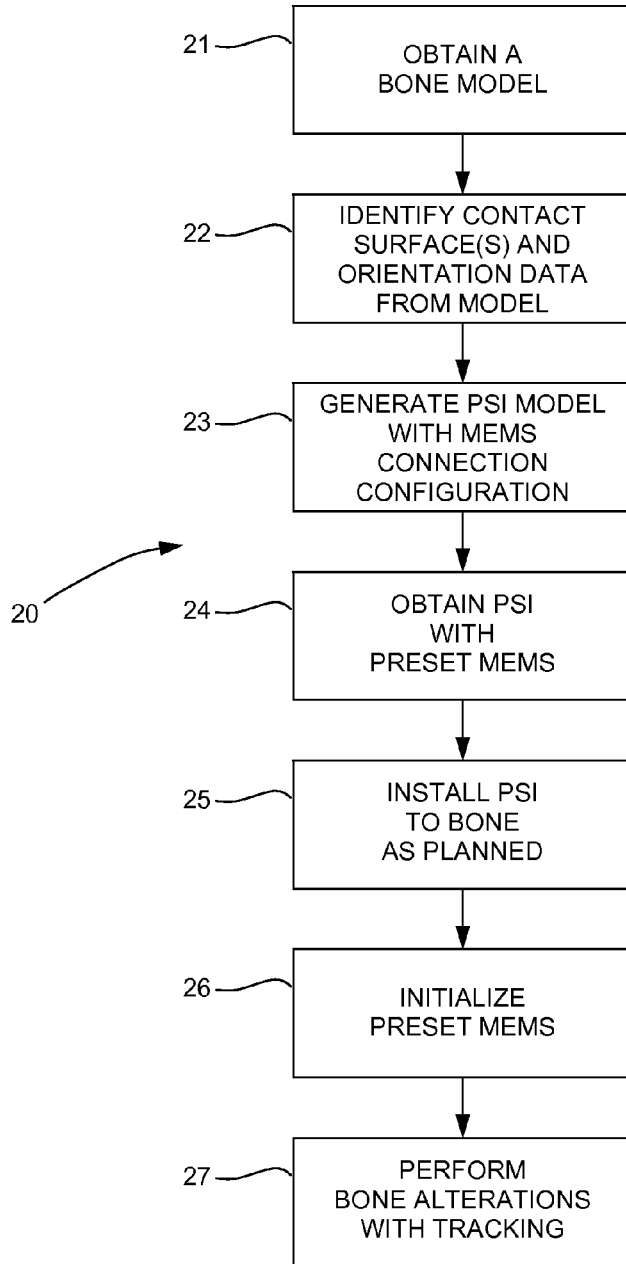 21
OBTAIN A
BONE MODEL
22
IDENTIFY CONTACT
SURFACE(S) AND
ORIENTATION DATA
FROM MODEL
23
GENERATE PSI MODEL
WITH MEMS
CONNECTION
CONFIGURATION
20
24
OBTAIN PSI
WITH
PRESET MEMS
25
INSTALL PSI
TO BONE
AS PLANNED
26
INITIALIZE
PRESET MEMS
27
PERFORM
BONE ALTERATIONS
WITH TRACKING